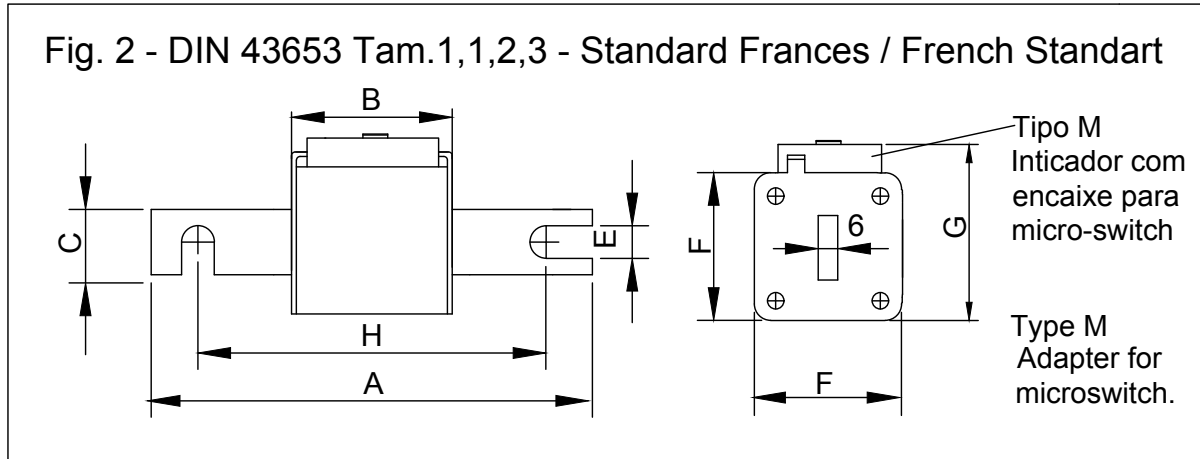 Fig. 2 - DIN 43653 Tam.1,1,2,3 - Standard Frances / French Standart
B
C
E
H
A
F
6
G
F
Tipo M
Inticador com
encaixe para
micro-switch
Type M
Adapter for
microswitch.